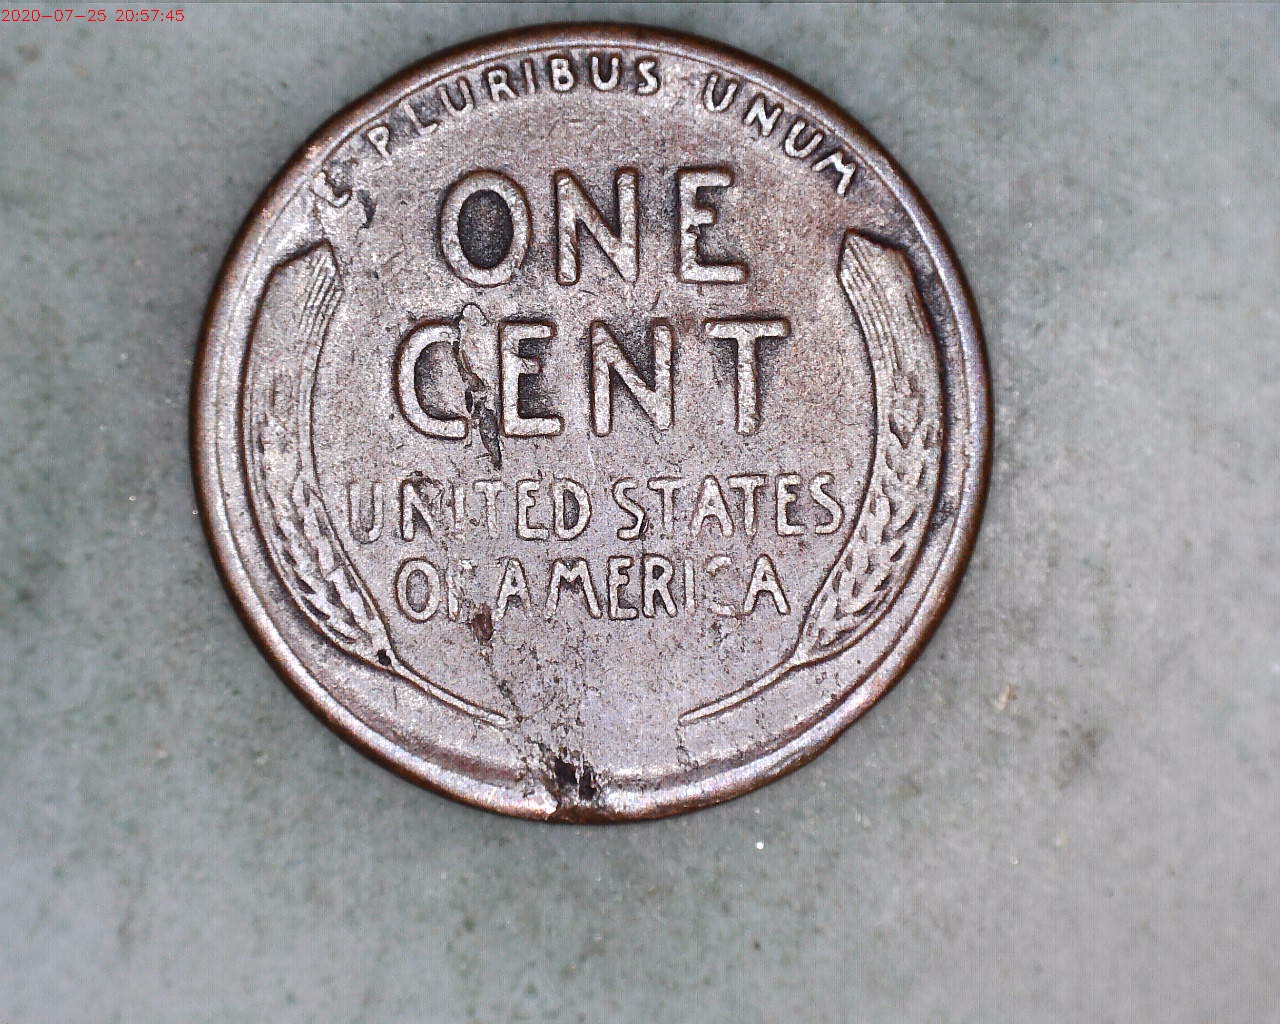 2020-07-25 20:57:45
E PLURIBUS UNUM
ONE
CENT
UNITED STATES
OF AMERICA